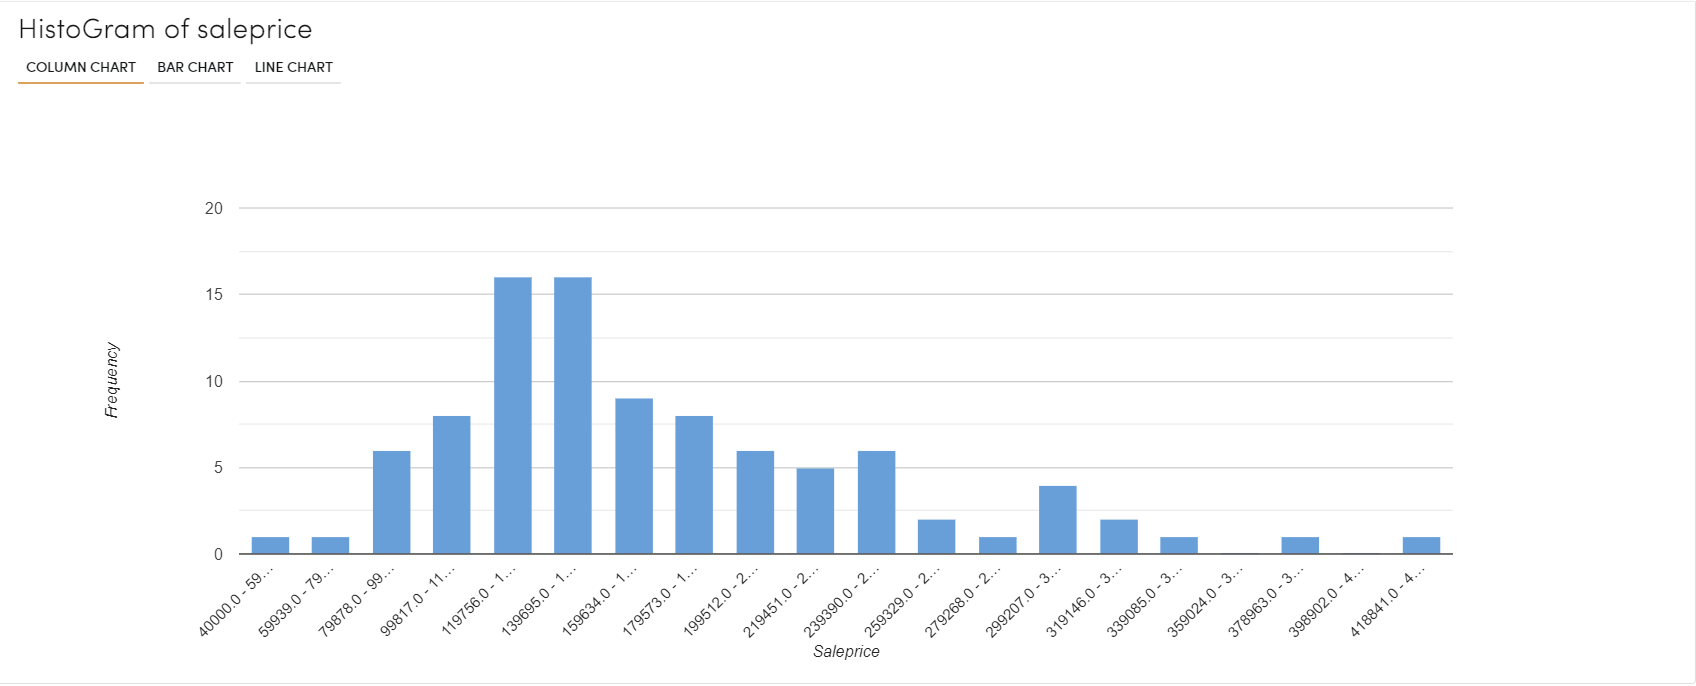 HistoGram of saleprice
COLUMN CHART
BAR CHART
LINE CHART
20
15
10
5
0
Frequency
40000.0 - 59…
59939.0 - 79…
79878.0 - 99…
99817.0 - 11…
119756.0 - 1…
139695.0 - 1…
159634.0 - 1…
179573.0 - 1…
199512.0 - 2…
219451.0 - 2…
239390.0 - 2…
259329.0 - 2…
279268.0 - 2…
299207.0 - 3…
319146.0 - 3…
339085.0 - 3…
359024.0 - 3…
378963.0 - 3…
398902.0 - 4…
418841.0 - 4…
Saleprice